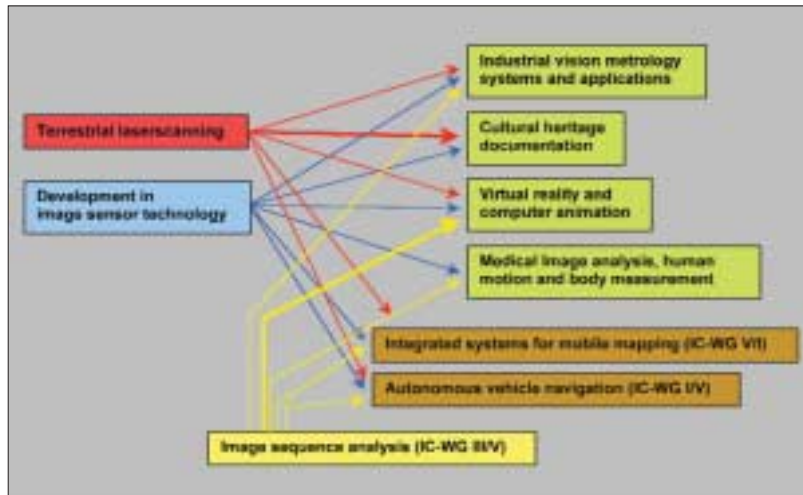 Industrial vision metrology
systems and applications
Terrestrial laserscanning
Cultural heritage
documentation
Development in
image sensor technology
Virtual reality and
computer animation
Medical Image analysis, human
motion and body measurement
Integrated systems for mobile mapping (IC-WG V/I)
Autonomous vehicle navigation (IC-WG I/V)
Image sequence analysis (IC-WG III/V)